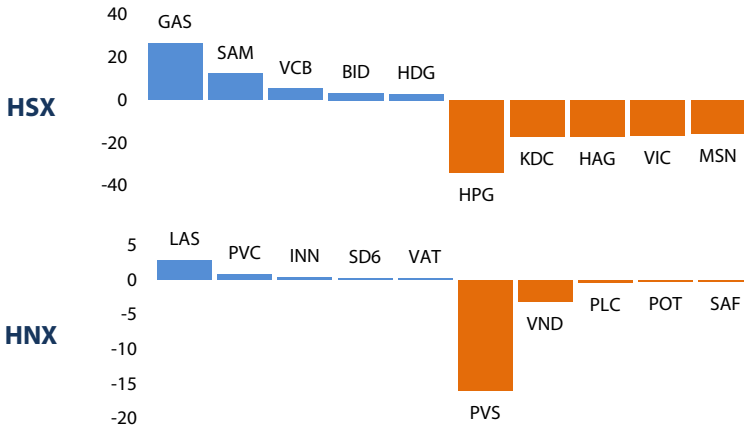 40
GAS
20
SAM
VCB
BID
HDG
0
HSX
-20
KDC
HAG
VIC
MSN
-40
HPG
5
LAS
PVC
INN
SD6
VAT
0
-5
PLC
POT
SAF
VND
HNX
-10
-15
PVS
-20